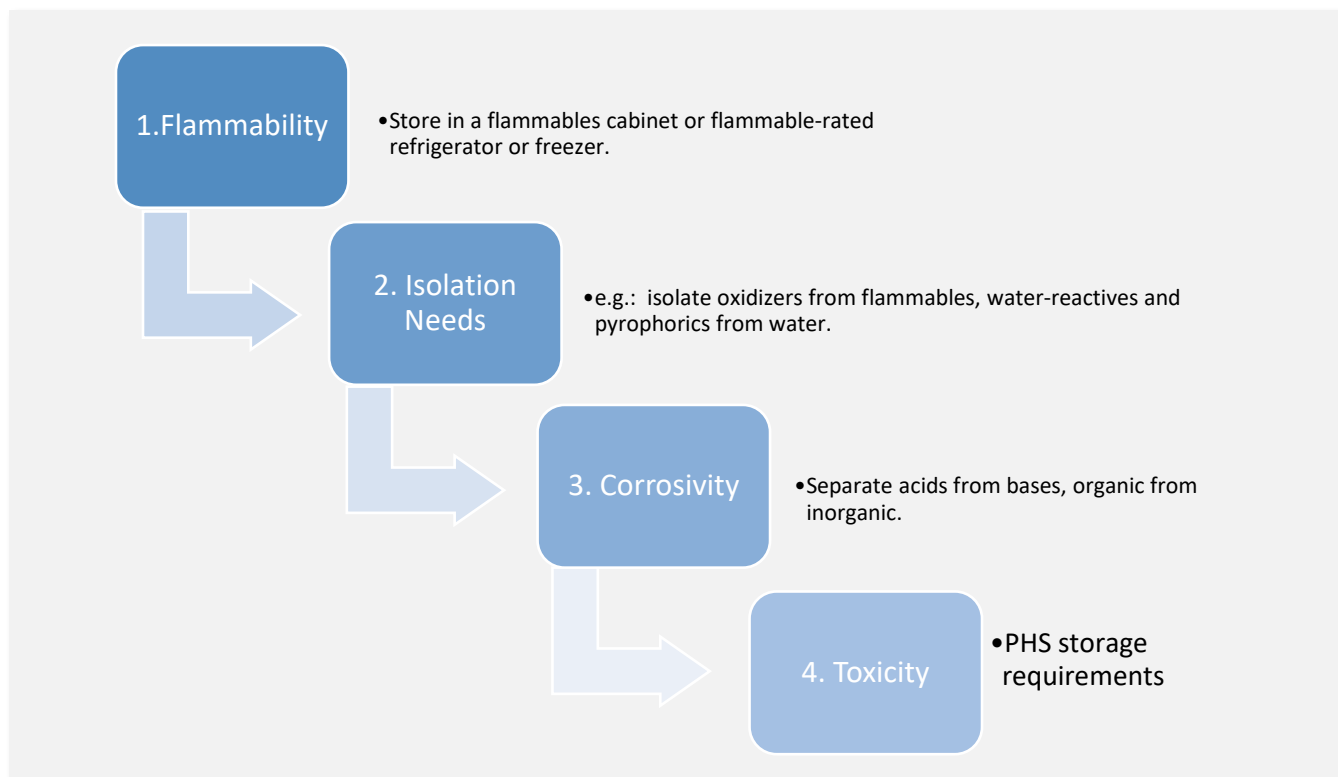 1.Flammability
•Store in a flammables cabinet or flammable-rated
refrigerator or freezer.
2. Isolation
Needs
•e.g.:  isolate oxidizers from flammables, water-reactives and
pyrophorics from water.
3. Corrosivity
•Separate acids from bases, organic from
inorganic.
4. Toxicity
•PHS storage
requirements